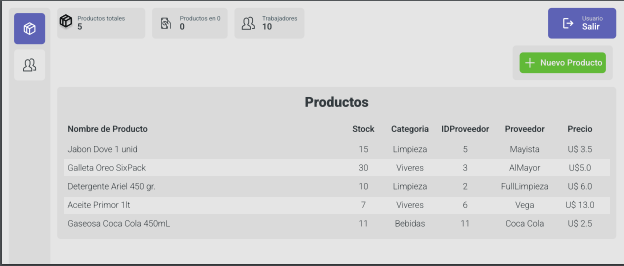 Productos totales
5
Productos en 0
0
Trabajadores
10
Usuario
Salir
Nuevo Producto
Productos
Nombre de Producto Stock Categoria IDProveedor Proveedor Precio
Jabon Dove 1 unid 15 Limpieza 5 Mayista U$ 3.5
Galleta Oreo SixPack 30 Viveres 3 AlMayor U$5.0
Detergente Ariel 450 gr. 10 Limpieza 2 FullLimpieza U$ 6.0
Aceite Primor 1lt 7 Viveres 6 Vega U$ 13.0
Gaseosa Coca Cola 450mL 11 Bebidas 11 Coca Cola U$ 2.5